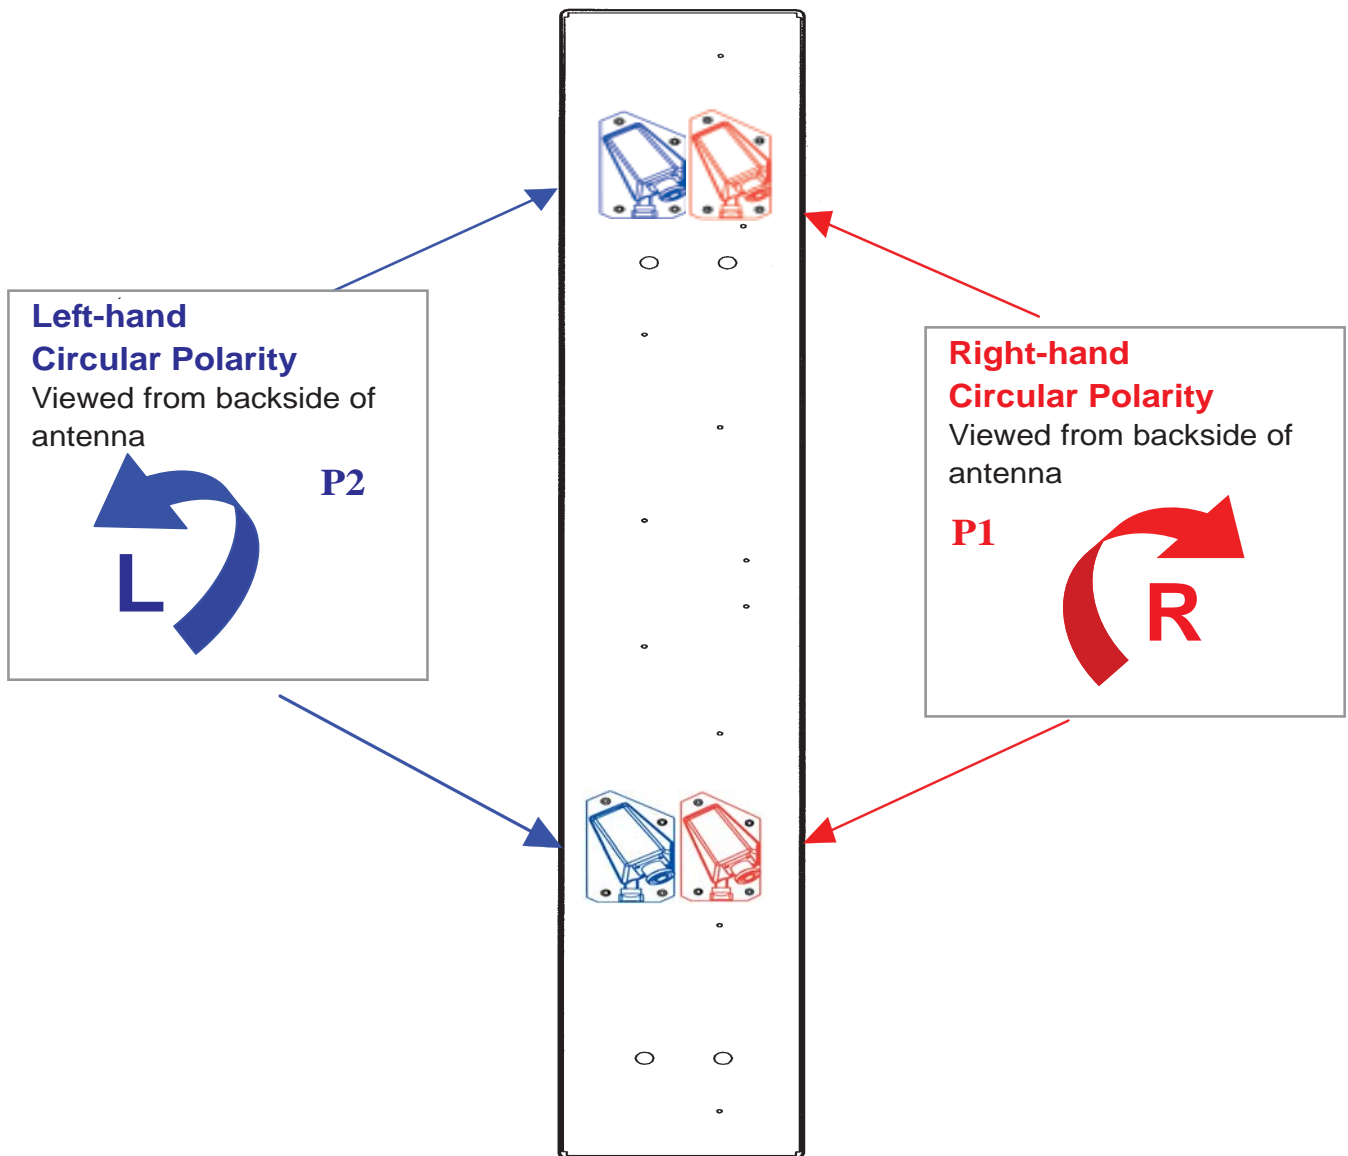 Left-hand
Circular Polarity
Viewed from backside of
antenna
P2
L
Right-hand
Circular Polarity
Viewed from backside of
antenna
P1
R